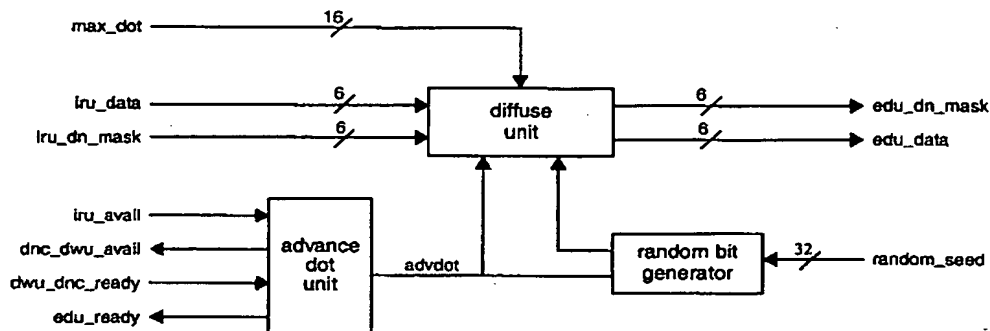 max_dot
16
iru_data
6
iru_dn_mask
6
diffuse
unit
6
edu_dn_mask
6
edu_data
iru_avail
dnc_dwu_avail
dwu_dnc_ready
edu_ready
advance
dot
unit
advdot
random bit
generator
32
random_seed